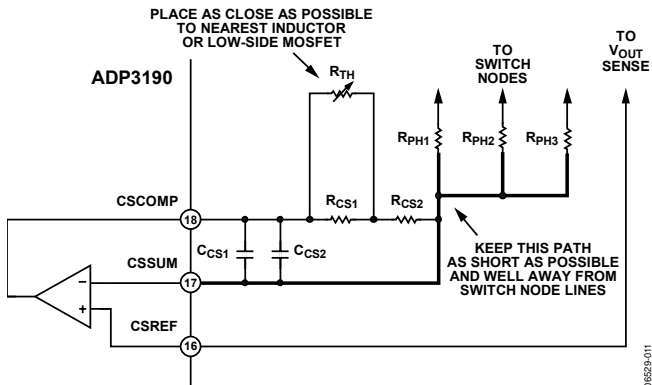 PLACE AS CLOSE AS POSSIBLE
TO NEAREST INDUCTOR
OR LOW-SIDE MOSFET
TO
SWITCH
NODES
TO
VOUT
SENSE
ADP3190
RTH
RPH1
RPH2
RPH3
CSCOMP
18
RCS1
RCS2
CCS1
CCS2
KEEP THIS PATH
AS SHORT AS POSSIBLE
AND WELL AWAY FROM
SWITCH NODE LINES
CSSUM
17
−
+
CSREF
16
06529-011